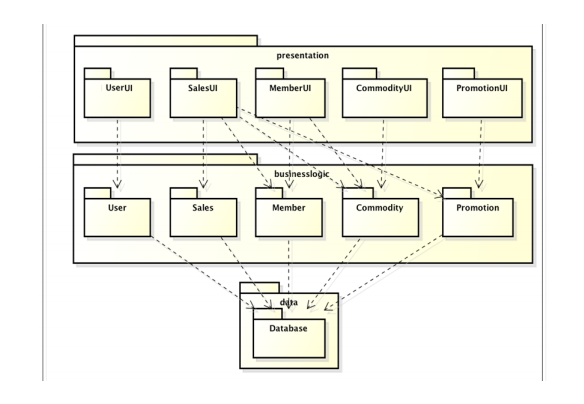 presentation
UserUI
SalesUI
MemberUI
CommodityUI
PromotionUI
businesslogic
User
Sales
Member
Commodity
Promotion
data
Database